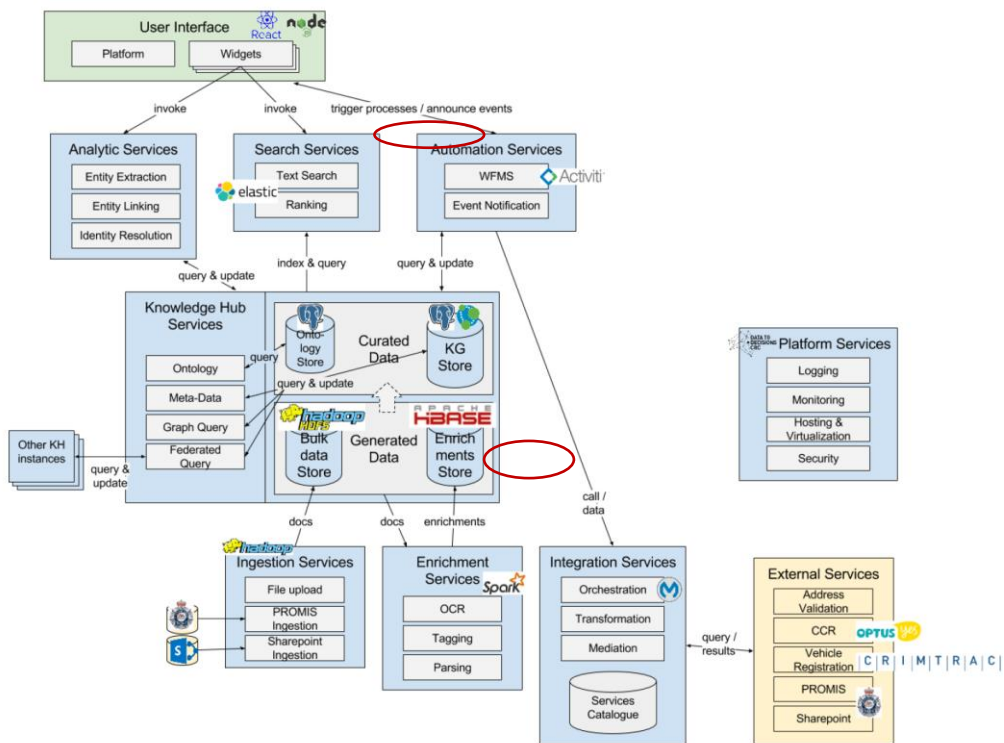 User Interface
React
node
Platform
Widgets
invoke
invoke
trigger processes / announce events
Analytic Services
Entity Extraction
Entity Linking
Identity Resolution
Search Services
Text Search
elastic
Ranking
Automation Services
WFMS
Activiti
Event Notification
query & update
index & query
query & update
Knowledge Hub
Services
Ontology
Meta-Data
Graph Query
Federated
Query
Onto-
logy
Store
Curated
Data
KG
Store
query
query & update
hadoop
HDFS
APACHE
HBASE
Bulk
data
Store
Generated
Data
Enrich
ments
Store
Other KH
instances
query &
update
DATA TO
DECISIONS
CRC
Platform Services
Logging
Monitoring
Hosting &
Virtualization
Security
docs
docs
enrichments
call /
data
hadoop
Ingestion Services
File upload
PROMIS
Ingestion
Sharepoint
Ingestion
S
Enrichment
Services
Spark
OCR
Tagging
Parsing
Integration Services
Orchestration
Transformation
Mediation
Services
Catalogue
query /
results
External Services
Address
Validation
CCR
OPTUS yes
Vehicle
Registration
CRIMTRAC
PROMIS
Sharepoint